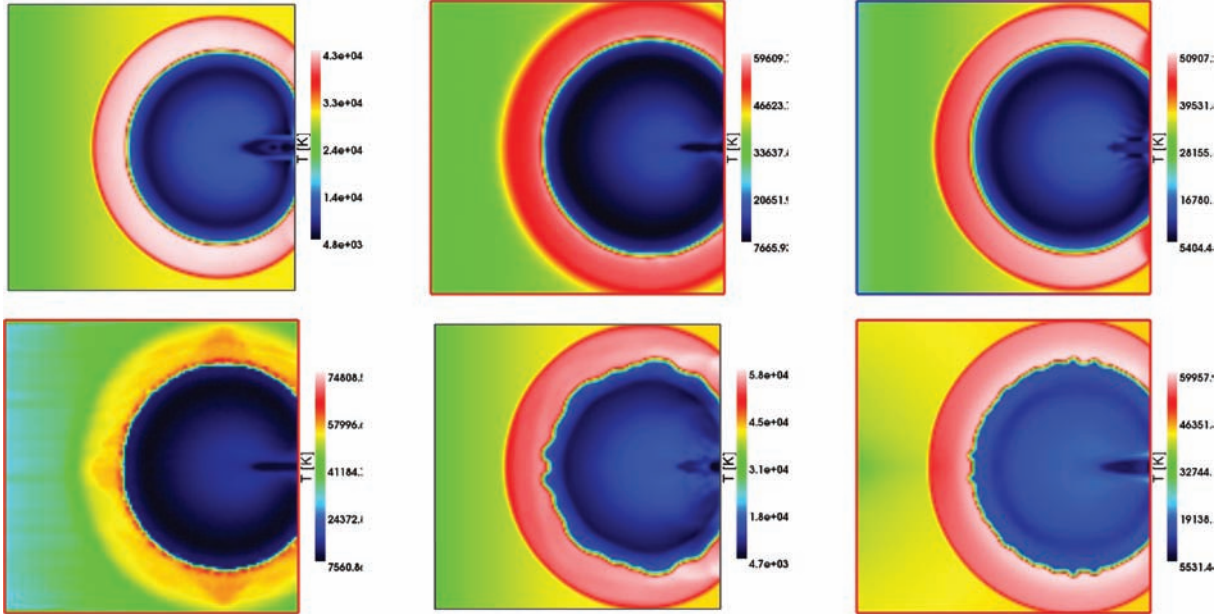 4.3e+04
3.3e+04
2.4e+04
1.4e+04
4.8e+03
T [K]
59609.
46623.
33637.
20651.
7665.9
T [K]
50907.
39531.
28155.
16780.
5404.4
T [K]
74808.
57996.
41184.
24372.
7560.8
T [K]
5.8e+04
4.5e+04
3.1e+04
1.8e+04
4.7e+03
T [K]
59957.
46351.
32744.
19138.
5531.4
T [K]